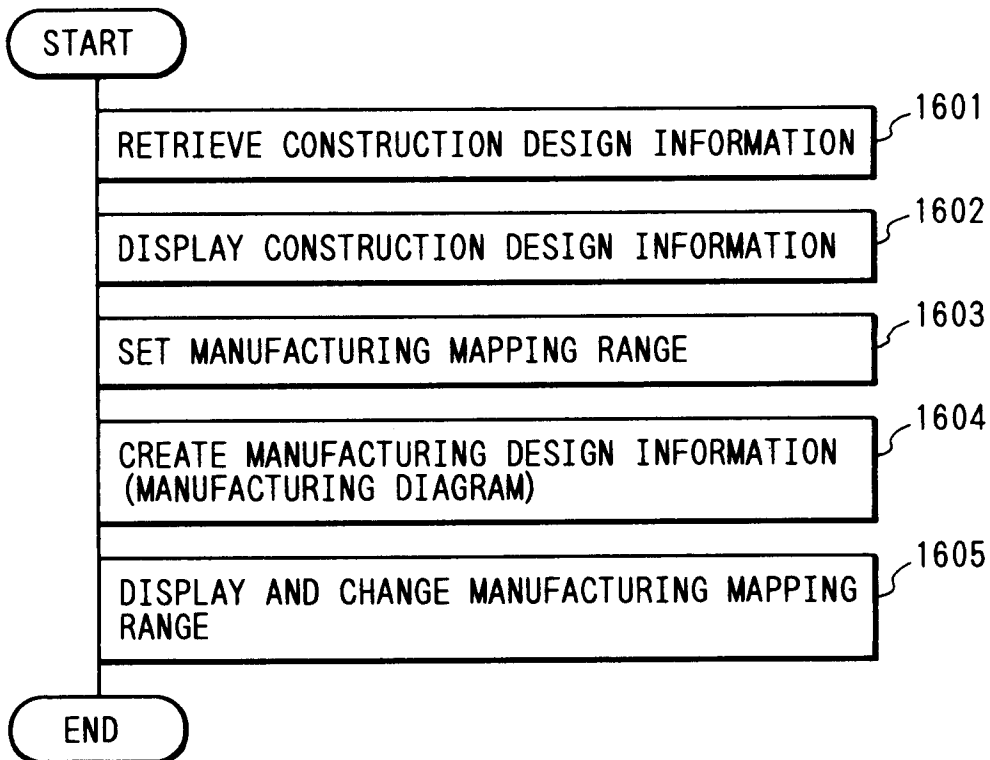 START
1601
RETRIEVE CONSTRUCTION DESIGN INFORMATION
1602
DISPLAY CONSTRUCTION DESIGN INFORMATION
1603
SET MANUFACTURING MAPPING RANGE
1604
CREATE MANUFACTURING DESIGN INFORMATION
(MANUFACTURING DIAGRAM)
1605
DISPLAY AND CHANGE MANUFACTURING MAPPING
RANGE
END